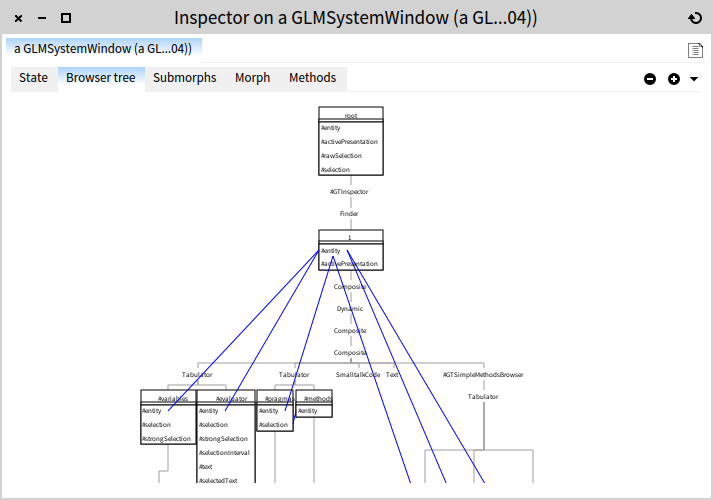 Inspector on a GLMSystemWindow (a GL...04))
a GLMSystemWindow (a GL...04))
State Browser tree Submorphs Morph Methods
root
#entity
#activePresentation
#rawSelection
#selection
#GTInspector
Finder
1
#entity
#activePresentation
Composite
Dynamic
Composite
Composite
Tabulator Tabulator SmalltalkCode Text #GTSimpleMethodsBrowser
Tabulator
#variables #evaluator #pragmas #methods
#entity #entity #entity #entity
#selection #selection #selection
#strongSelection #strongSelection
#selectionInterval
#text
#selectedText